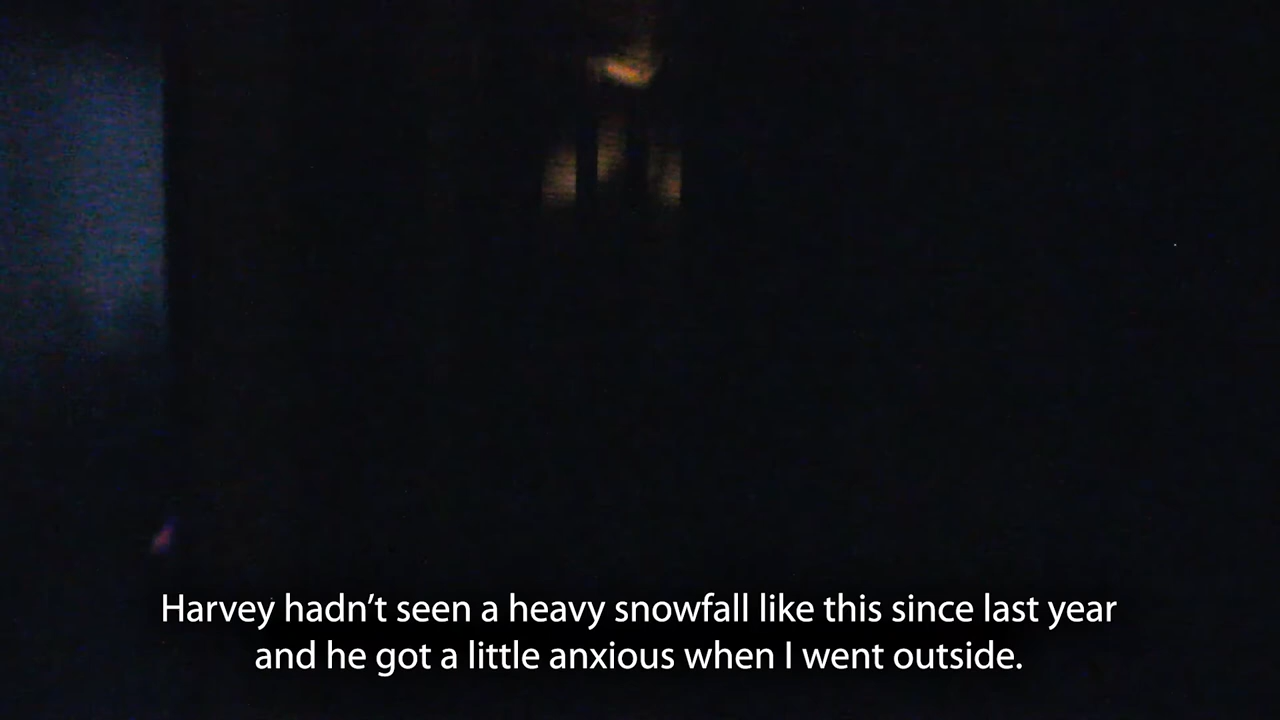 Harvey hadn’t seen a heavy snowfall like this since last year
and he got a little anxious when I went outside.